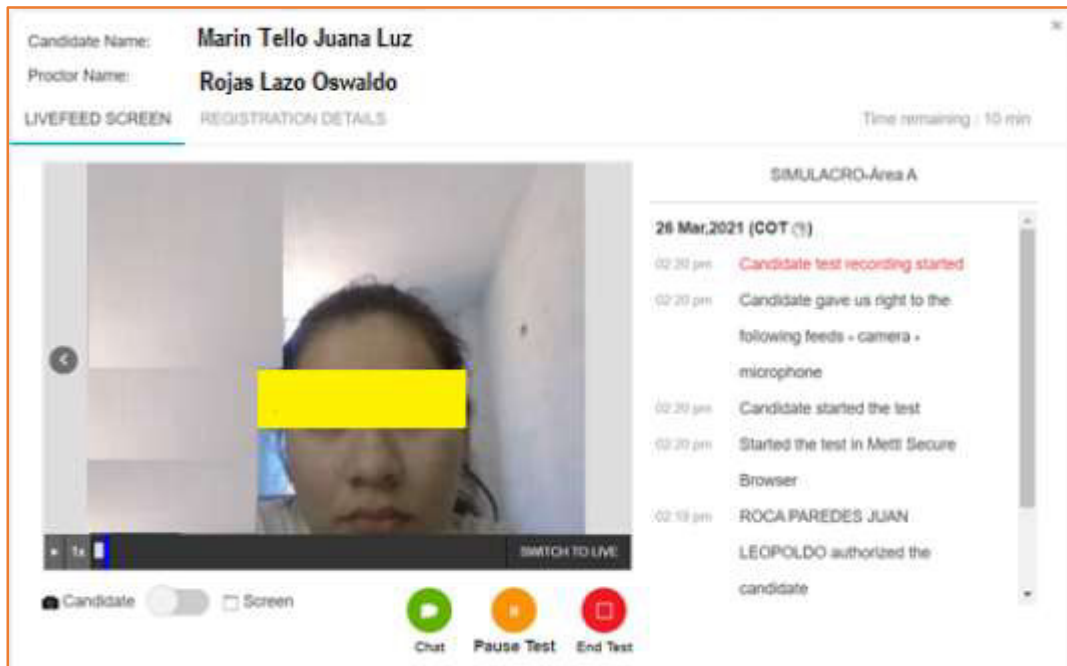 Candidate Name: Marin Tello Juana Luz
Proctor Name: Rojas Lazo Oswaldo
LIVEFEED SCREEN REGISTRATION DETAILS Time remaining : 10 min
SIMULACRO-Área A
26 Mar,2021 (COT)
02:20 pm Candidate test recording started
02:20 pm Candidate gave us right to the
following feeds - camera -
microphone
02:20 pm Candidate started the test
02:20 pm Started the test in Mettl Secure
Browser
02:19 pm ROCA PAREDES JUAN
LEOPOLDO authorized the
candidate
1x SWITCH TO LIVE
Candidate Screen
Chat Pause Test End Test